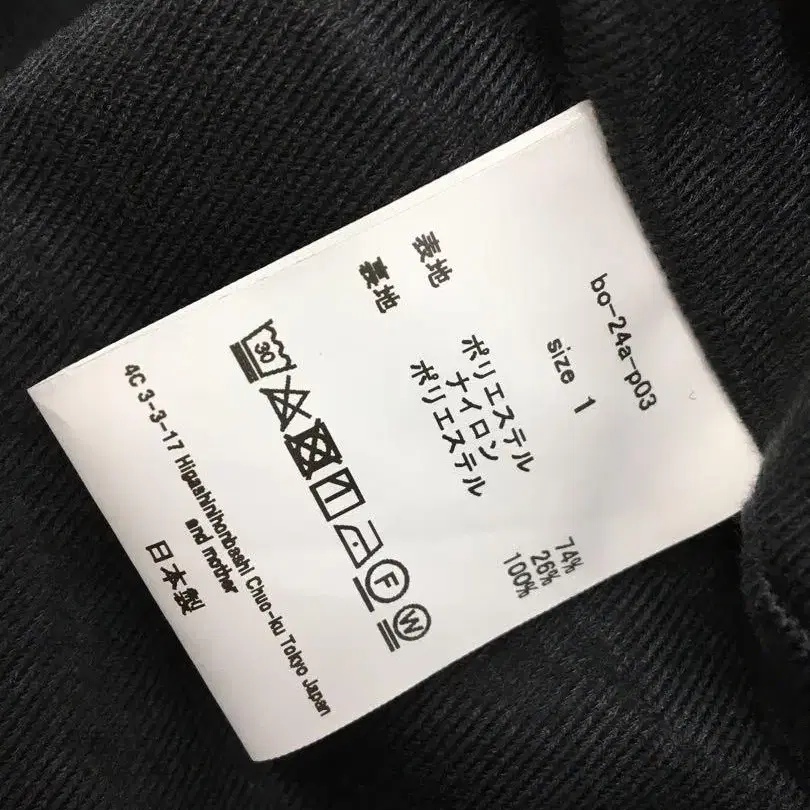 bo-24a-p03
size 1
表地 ポリエステル 74%
ナイロン 26%
裏地 ポリエステル 100%
30
F
W
4C 3-3-17 Higashinihonbashi Chuo-ku Tokyo Japan
and mother
日本製